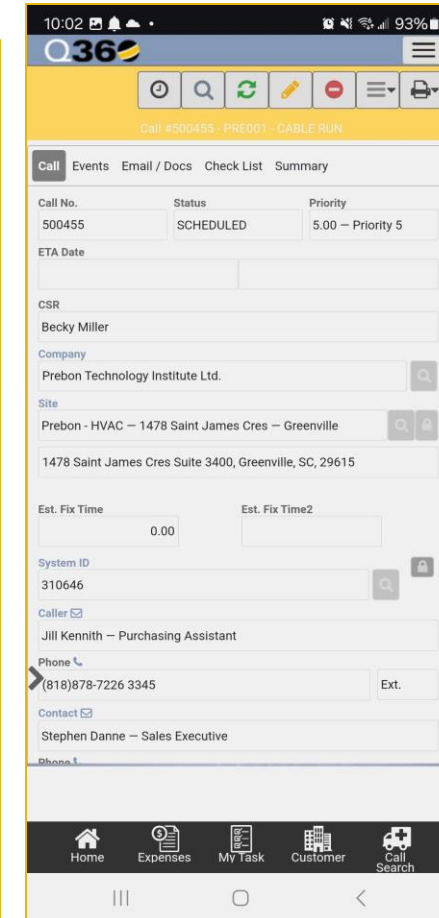 10:02 93%
Q360
Call #500455 - PRE001 - CABLE RUN
Call Events Email / Docs Check List Summary
Call No. Status Priority
500455 SCHEDULED 5.00 — Priority 5
ETA Date
CSR
Becky Miller
Company
Prebon Technology Institute Ltd.
Site
Prebon - HVAC — 1478 Saint James Cres — Greenville
1478 Saint James Cres Suite 3400, Greenville, SC, 29615
Est. Fix Time Est. Fix Time2
0.00
System ID
310646
Caller
Jill Kennith — Purchasing Assistant
Phone
(818)878-7226 3345 Ext.
Contact
Stephen Danne — Sales Executive
Phone
Home Expenses My Task Customer Call
Search